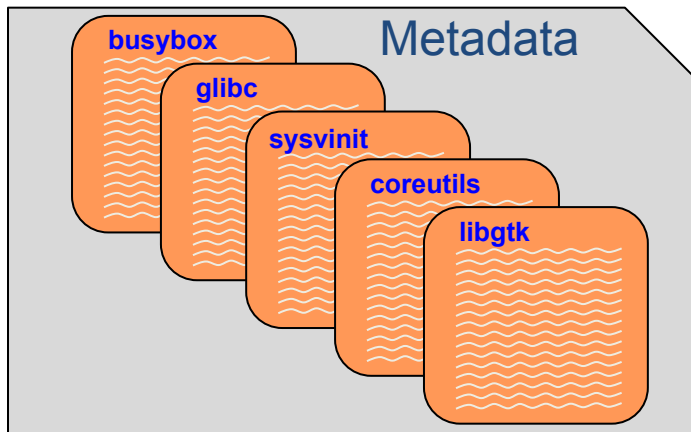 Metadata
busybox
glibc
sysvinit
coreutils
libgtk